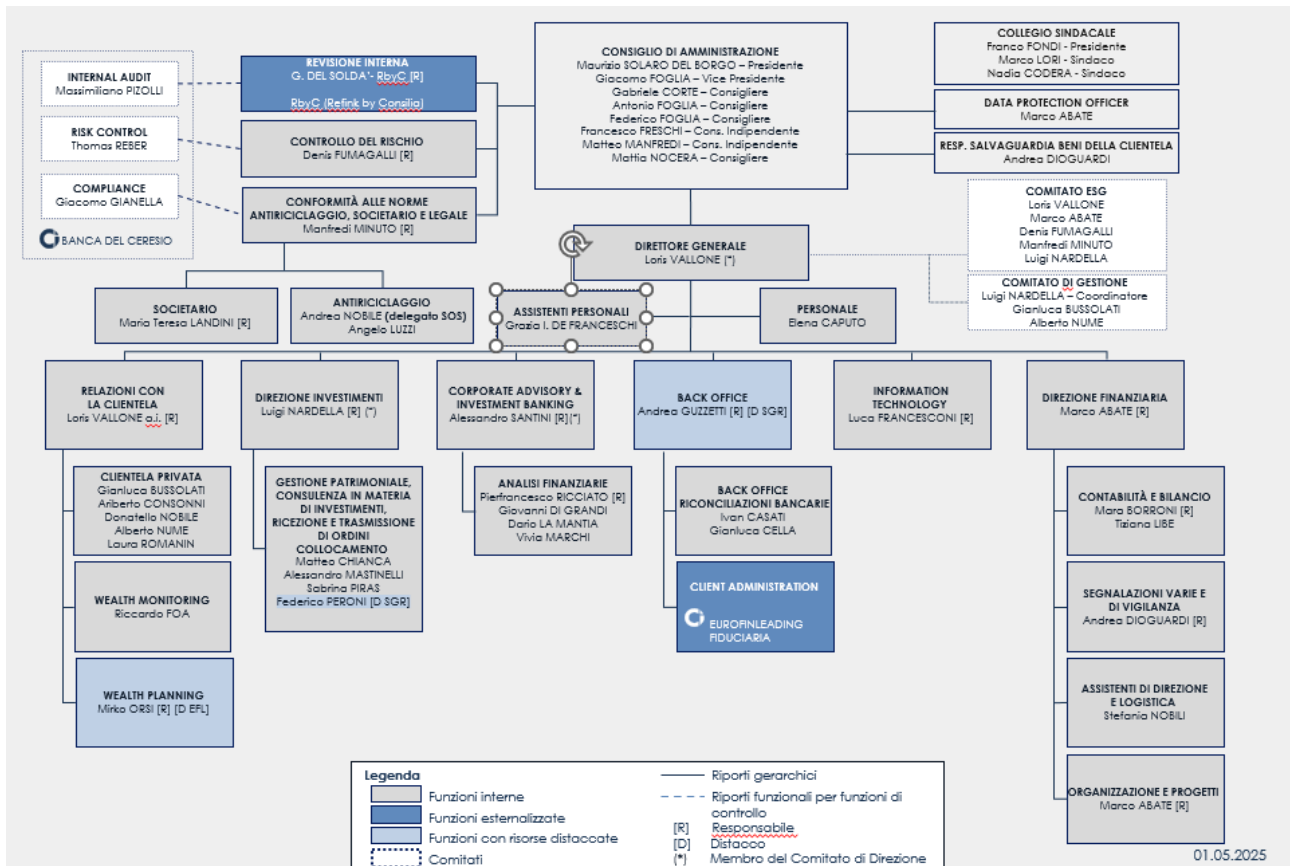 INTERNAL AUDIT
Massimiliano PIZOLLI
RISK CONTROL
Thomas REBER
COMPLIANCE
Giacomo GIANELLA
BANCA DEL CERESIO
REVISIONE INTERNA
G. DEL SOLDA'- RbyC [R]
RbyC (Refink by Consilia)
CONTROLLO DEL RISCHIO
Denis FUMAGALLI [R]
CONFORMITÀ ALLE NORME
ANTIRICICLAGGIO, SOCIETARIO E LEGALE
Manfredi MINUTO [R]
CONSIGLIO DI AMMINISTRAZIONE
Maurizio SOLARO DEL BORGO – Presidente
Giacomo FOGLIA – Vice Presidente
Gabriele CORTE – Consigliere
Antonio FOGLIA – Consigliere
Federico FOGLIA – Consigliere
Francesco FRESCHI – Cons. Indipendente
Matteo MANFREDI – Cons. Indipendente
Mattia NOCERA – Consigliere
COLLEGIO SINDACALE
Franco FONDI - Presidente
Marco LORI - Sindaco
Nadia CODERA - Sindaco
DATA PROTECTION OFFICER
Marco ABATE
RESP. SALVAGUARDIA BENI DELLA CLIENTELA
Andrea DIOGUARDI
COMITATO ESG
Loris VALLONE
Marco ABATE
Denis FUMAGALLI
Manfredi MINUTO
Luigi NARDELLA
COMITATO DI GESTIONE
Luigi NARDELLA – Coordinatore
Gianluca BUSSOLATI
Alberto NUME
DIRETTORE GENERALE
Loris VALLONE (*)
SOCIETARIO
Maria Teresa LANDINI [R]
ANTIRICICLAGGIO
Andrea NOBILE (delegato SOS)
Angelo LUZZI
ASSISTENTI PERSONALI
Grazia I. DE FRANCESCHI
PERSONALE
Elena CAPUTO
RELAZIONI CON
LA CLIENTELA
Loris VALLONE a.i. [R]
DIREZIONE INVESTIMENTI
Luigi NARDELLA [R] (*)
CORPORATE ADVISORY &
INVESTMENT BANKING
Alessandro SANTINI [R](*)
BACK OFFICE
Andrea GUZZETTI [R] [D SGR]
INFORMATION
TECHNOLOGY
Luca FRANCESCONI [R]
DIREZIONE FINANZIARIA
Marco ABATE [R]
CLIENTELA PRIVATA
Gianluca BUSSOLATI
Ariberto CONSONNI
Donatello NOBILE
Alberto NUME
Laura ROMANIN
WEALTH MONITORING
Riccardo FOA
WEALTH PLANNING
Mirko ORSI [R] [D EFL]
GESTIONE PATRIMONIALE,
CONSULENZA IN MATERIA
DI INVESTIMENTI,
RICEZIONE E TRASMISSIONE
DI ORDINI
COLLOCAMENTO
Matteo CHIANCA
Alessandro MASTINELLI
Sabrina PIRAS
Federico PERONI [D SGR]
ANALISI FINANZIARIE
Pierfrancesco RICCIATO [R]
Giovanni DI GRANDI
Dario LA MANTIA
Vivia MARCHI
BACK OFFICE
RICONCILIAZIONI BANCARIE
Ivan CASATI
Gianluca CELLA
CLIENT ADMINISTRATION
EUROFINLEADING
FIDUCIARIA
CONTABILITÀ E BILANCIO
Mara BORRONI [R]
Tiziana LIBE
SEGNALAZIONI VARIE E
DI VIGILANZA
Andrea DIOGUARDI [R]
ASSISTENTI DI DIREZIONE
E LOGISTICA
Stefania NOBILI
ORGANIZZAZIONE E PROGETTI
Marco ABATE [R]
Legenda
Funzioni interne
Funzioni esternalizzate
Funzioni con risorse distaccate
Comitati
Riporti gerarchici
Riporti funzionali per funzioni di
controllo
[R] Responsabile
[D] Distacco
(*) Membro del Comitato di Direzione
01.05.2025